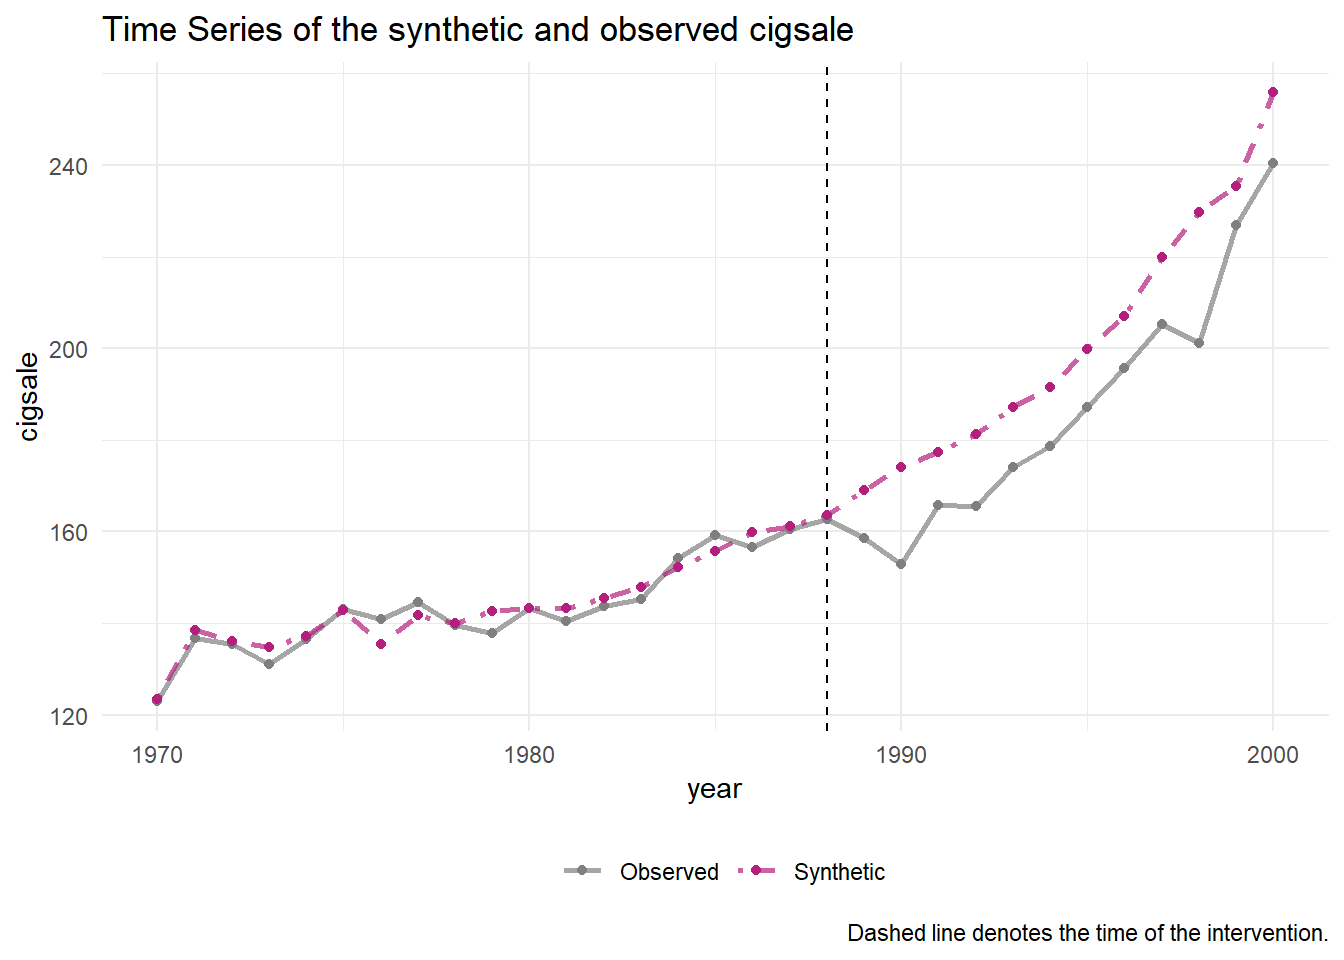 Time Series of the synthetic and observed cigsale
cigsale
240
200
160
120
1970 1980 1990 2000
year
Observed Synthetic
Dashed line denotes the time of the intervention.